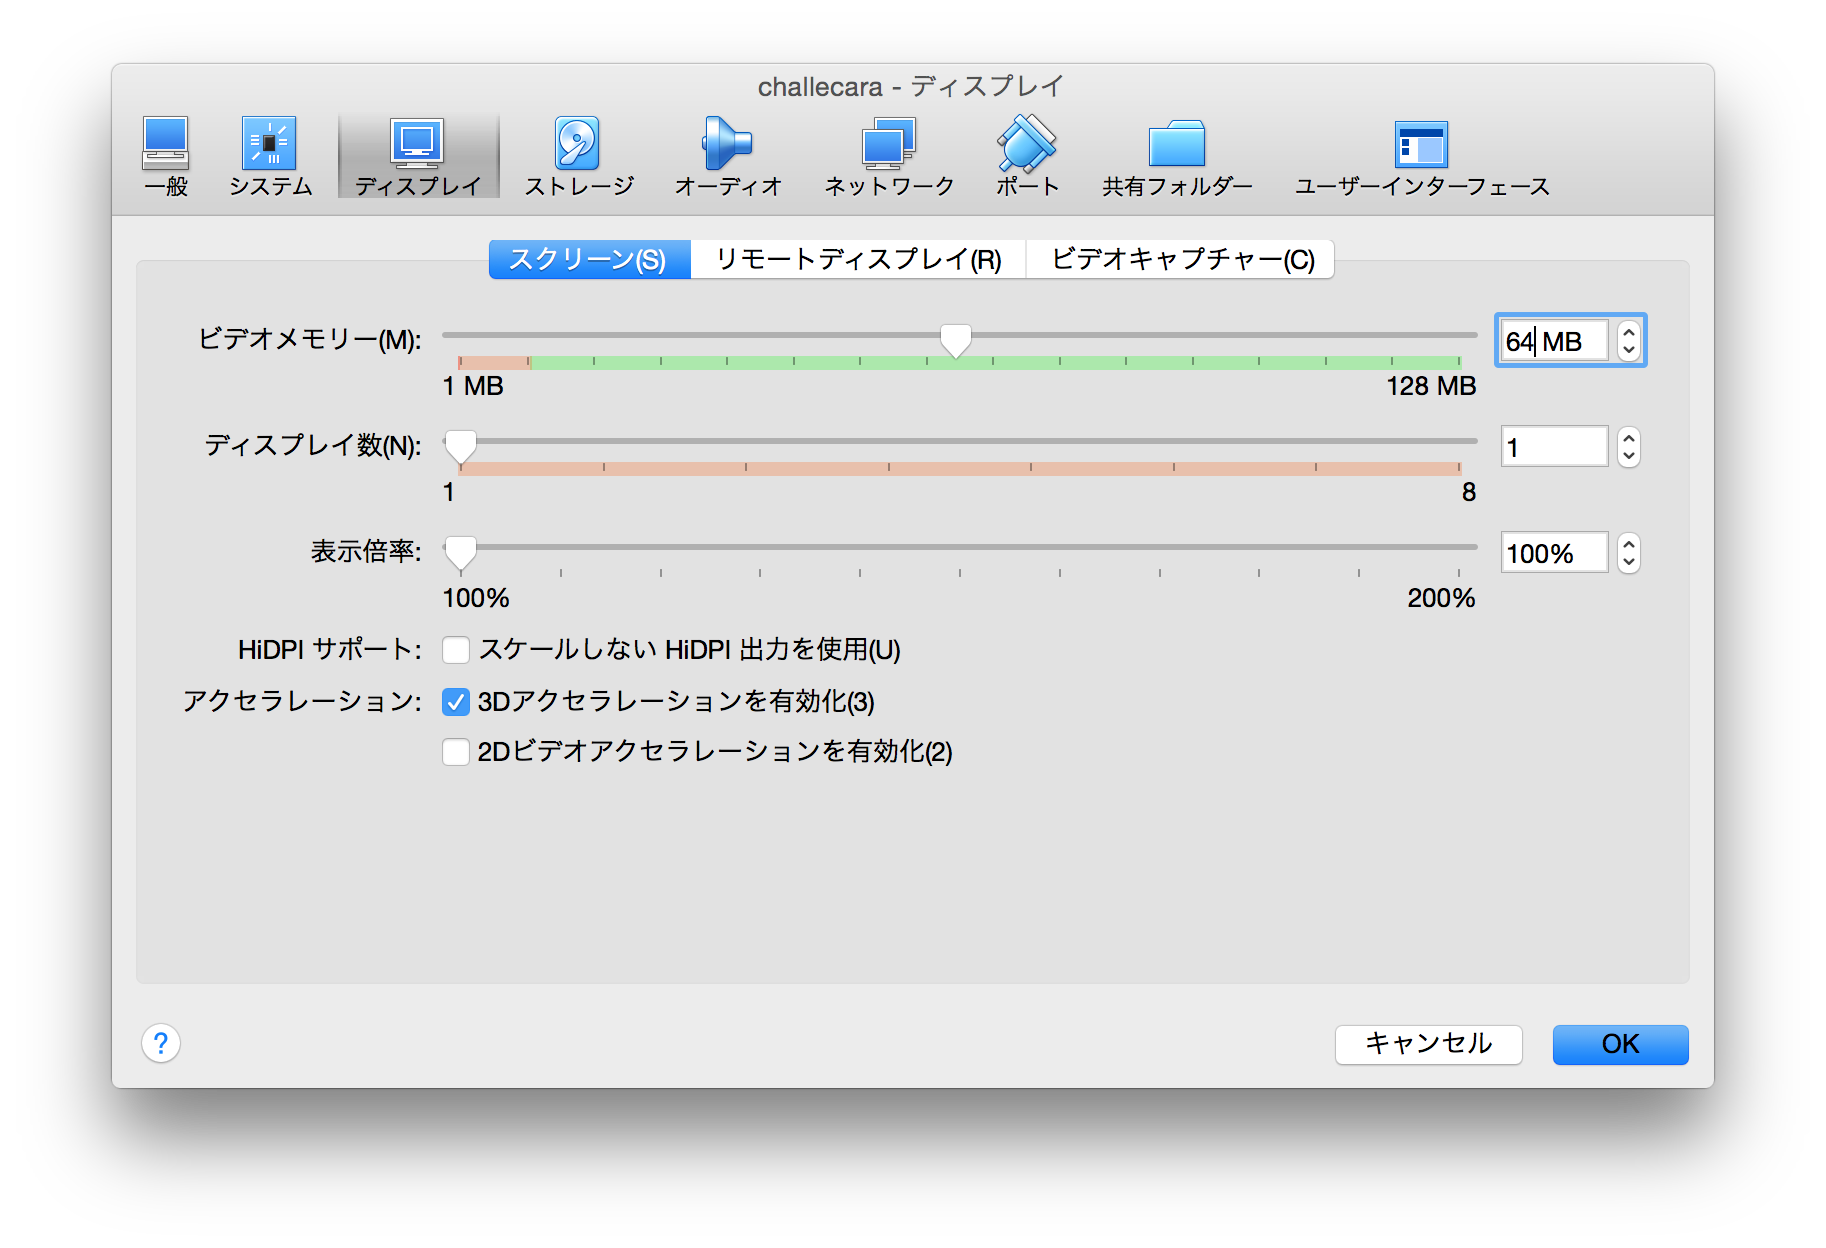 challecara - ディスプレイ
一般 システム ディスプレイ ストレージ オーディオ ネットワーク ポート 共有フォルダー ユーザーインターフェース
スクリーン(S) リモートディスプレイ(R) ビデオキャプチャー(C)
ビデオメモリー(M): 64 MB
1 MB 128 MB
ディスプレイ数(N): 1
1 8
表示倍率: 100%
100% 200%
HiDPI サポート: スケールしない HiDPI 出力を使用(U)
アクセラレーション: 3Dアクセラレーションを有効化(3)
2Dビデオアクセラレーションを有効化(2)
? キャンセル OK